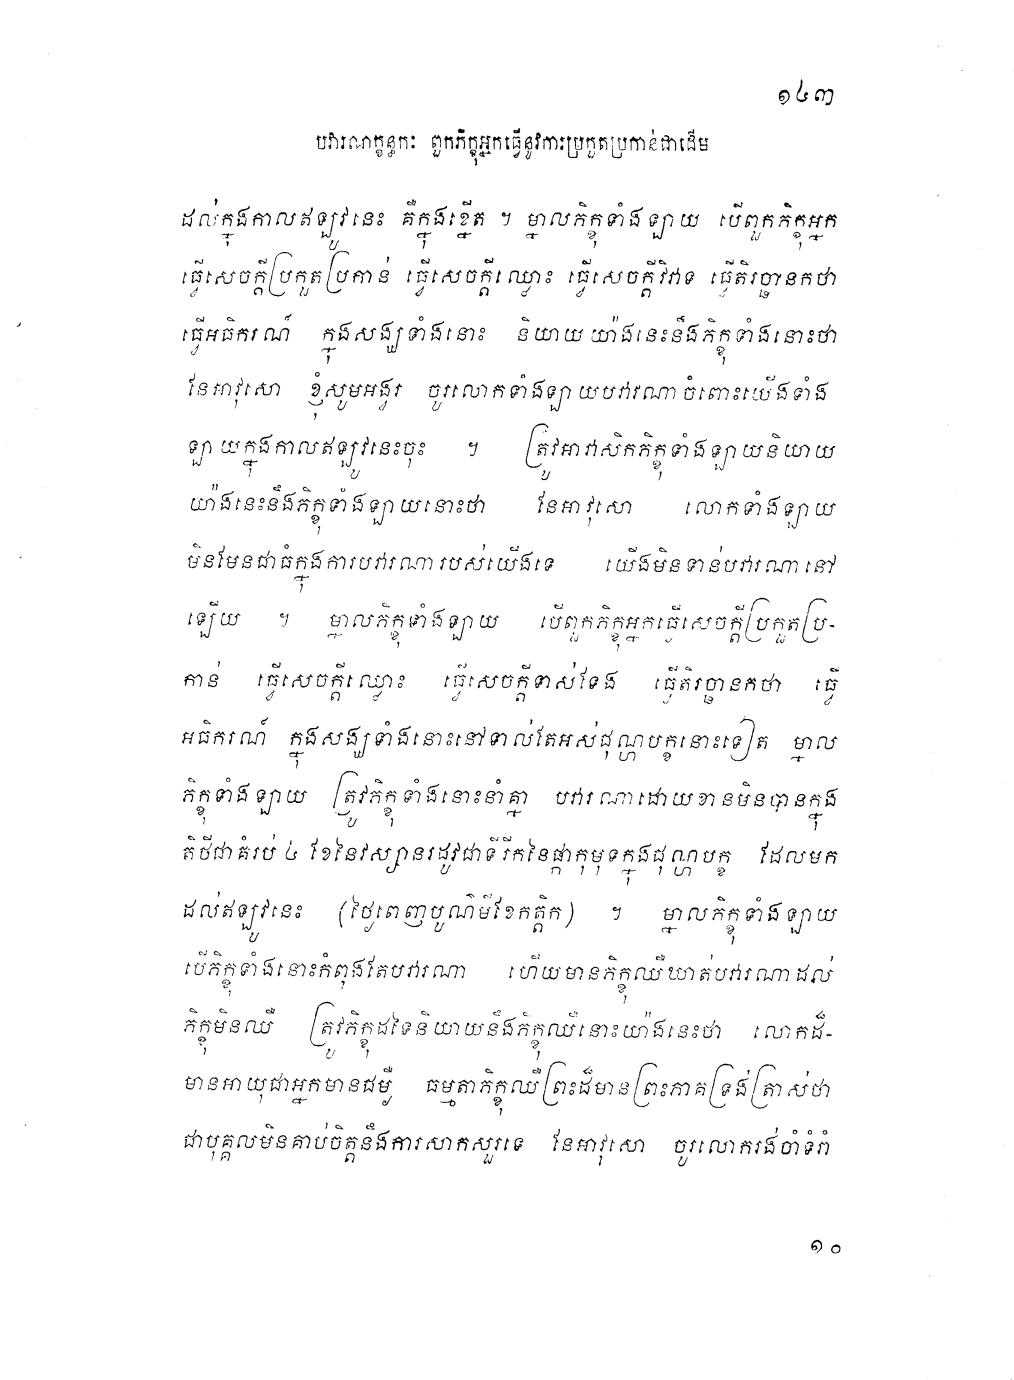 ១៤៣
បវារណក្ខន្ធកៈ ពួកភិក្ខុអ្នកធ្វើនូវការប្រកួតប្រកាន់ជាដើម
ដល់ក្នុងកាលឥឡូវនេះ គឺក្នុងខ្នើត ។ ម្នាលភិក្ខុទាំងឡាយ បើពួកភិក្ខុអ្នក
ធ្វើសេចក្តីប្រកួតប្រកាន់ ធ្វើសេចក្តីឈ្លោះ ធ្វើសេចក្តីវិវាទ ធ្វើតិរច្ឆានកថា
ធ្វើអធិករណ៍ ក្នុងសង្ឃទាំងនោះ និយាយយ៉ាងនេះនឹងភិក្ខុទាំងនោះថា
នែអាវុសោ ខ្ញុំសូមអង្វរ ចូរលោកទាំងឡាយបវារណាចំពោះយើងទាំង
ឡាយក្នុងកាលឥឡូវនេះចុះ ។ ត្រូវអាវាសិកភិក្ខុទាំងឡាយនិយាយ
យ៉ាងនេះនឹងភិក្ខុទាំងឡាយនោះថា នែអាវុសោ លោកទាំងឡាយ
មិនមែនជាធំក្នុងការបវារណារបស់យើងទេ យើងមិនទាន់បវារណានៅ
ឡើយ ។ ម្នាលភិក្ខុទាំងឡាយ បើពួកភិក្ខុអ្នកធ្វើសេចក្តីប្រកួតប្រ-
កាន់ ធ្វើសេចក្តីឈ្លោះ ធ្វើសេចក្តីទាស់ទែង ធ្វើតិរច្ឆានកថា ធ្វើ
អធិករណ៍ ក្នុងសង្ឃទាំងនោះនៅទាល់តែអស់ជុណ្ហបក្ខនោះទៀត ម្នាល
ភិក្ខុទាំងឡាយ ត្រូវភិក្ខុទាំងនោះនាំគ្នា បវារណាដោយខានមិនបានក្នុង
តិថីជាគំរប់ ៤ ខែនៃវស្សានរដូវជាទីរីកនៃផ្កាកុមុទក្នុងជុណ្ហបក្ខ ដែលមក
ដល់ឥឡូវនេះ (ថ្ងៃពេញបូណ៌មីខែកត្តិក) ។ ម្នាលភិក្ខុទាំងឡាយ
បើភិក្ខុទាំងនោះកំពុងតែបវារណា ហើយមានភិក្ខុឈឺឃាត់បវារណាដល់
ភិក្ខុមិនឈឺ ត្រូវភិក្ខុដទៃនិយាយនឹងភិក្ខុឈឺនោះយ៉ាងនេះថា លោកដ៏-
មានអាយុជាអ្នកមានជម្ងឺ ធម្មតាភិក្ខុឈឺព្រះដ៏មានព្រះភាគទ្រង់ត្រាស់ថា
ជាបុគ្គលមិនគាប់ចិត្តនឹងការសាកសួរទេ នែអាវុសោ ចូរលោករង់ចាំទំរាំ
១០